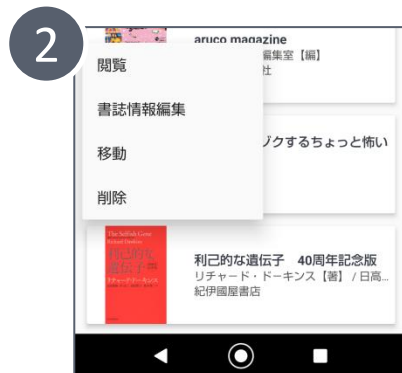 2
aruco magazine
編集室【編】
社
閲覧
書誌情報編集
ゾクするちょっと怖い
移動
削除
The Selfish Gene
Richard Dawkins
利己的な
遺伝子
利己的な遺伝子 40周年記念版
リチャード・ドーキンス【著】 / 日高...
紀伊國屋書店